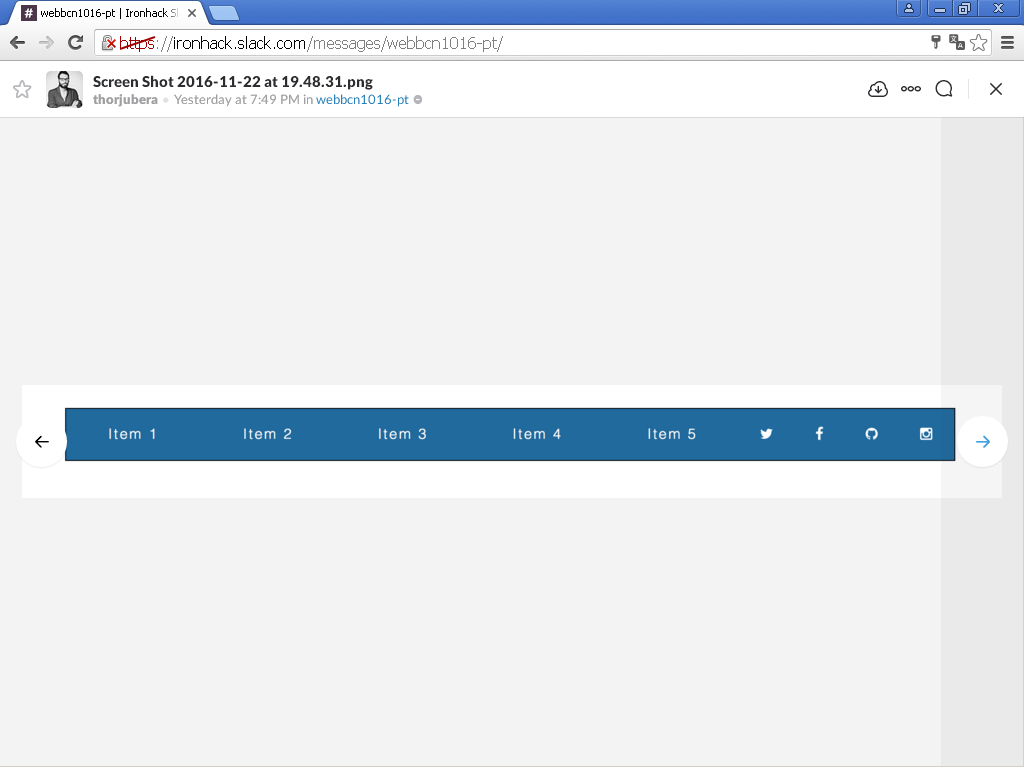 # webbcn1016-pt | Ironhack Sl
https://ironhack.slack.com/messages/webbcn1016-pt/
Screen Shot 2016-11-22 at 19.48.31.png
thorjubera Yesterday at 7:49 PM in webbcn1016-pt
Item 1 Item 2 Item 3 Item 4 Item 5